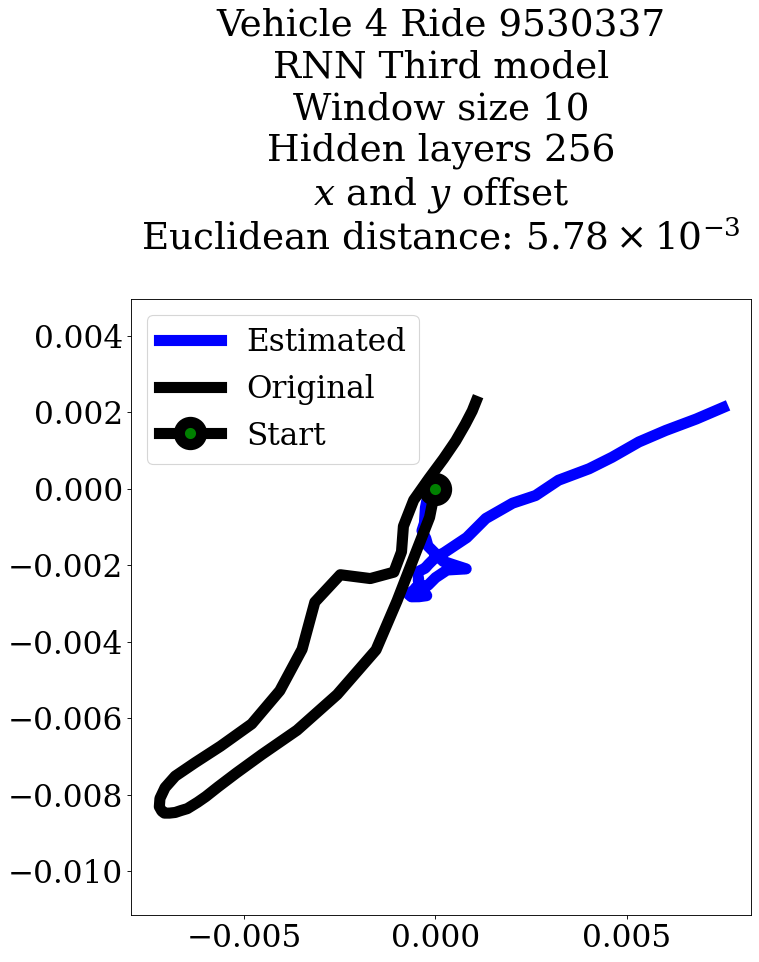 Vehicle 4 Ride 9530337
RNN Third model
Window size 10
Hidden layers 256
x and y offset
Euclidean distance: 5.78 × 10⁻³
Estimated
Original
Start
0.004
0.002
0.000
−0.002
−0.004
−0.006
−0.008
−0.010
−0.005 0.000 0.005